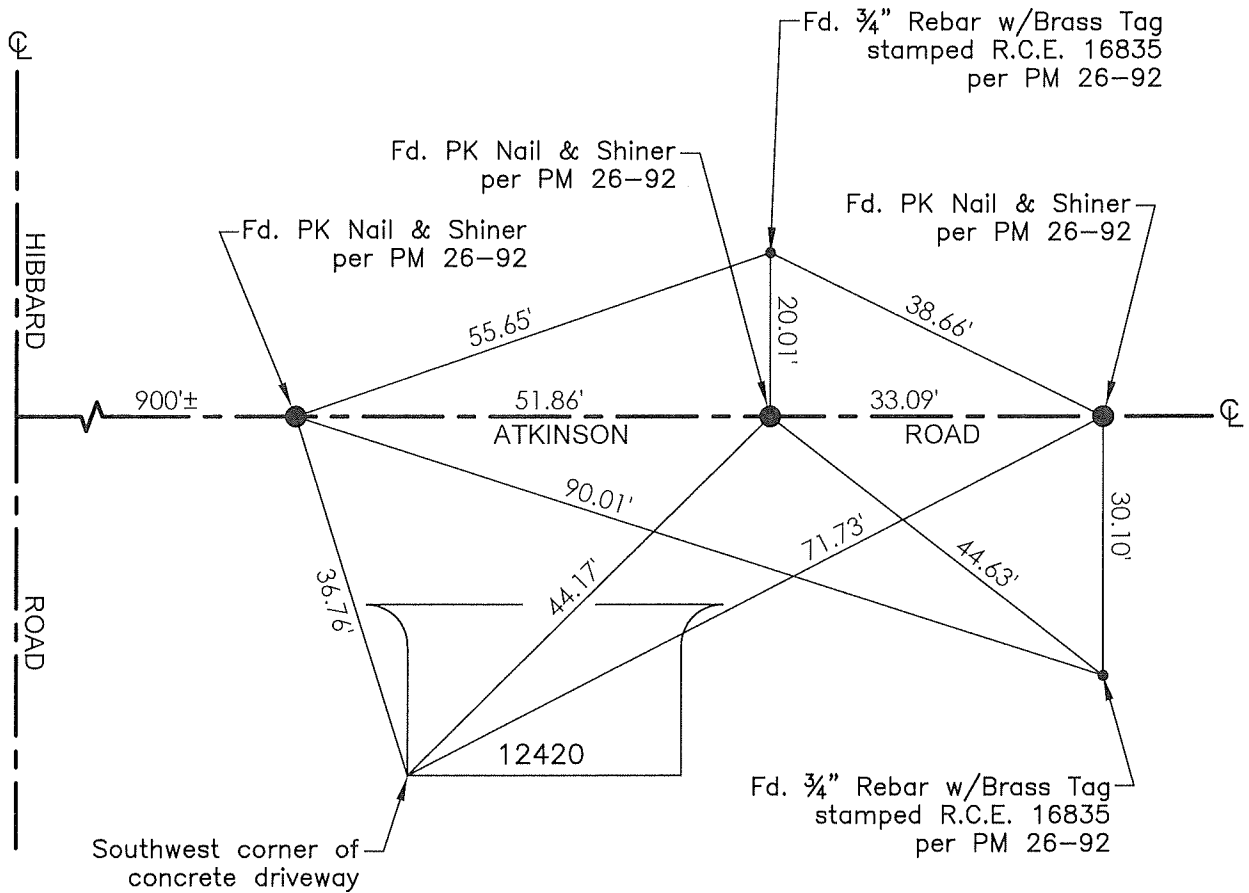 Fd. ¾" Rebar w/Brass Tag
stamped R.C.E. 16835
per PM 26-92
℄
Fd. PK Nail & Shiner
per PM 26-92
Fd. PK Nail & Shiner
per PM 26-92
Fd. PK Nail & Shiner
per PM 26-92
HIBBARD
55.65'
20.01'
38.66'
900'±
51.86'
33.09'
℄
ATKINSON
ROAD
90.01'
71.73'
30.10'
36.76'
44.17'
44.63'
ROAD
12420
Fd. ¾" Rebar w/Brass Tag
stamped R.C.E. 16835
per PM 26-92
Southwest corner of
concrete driveway